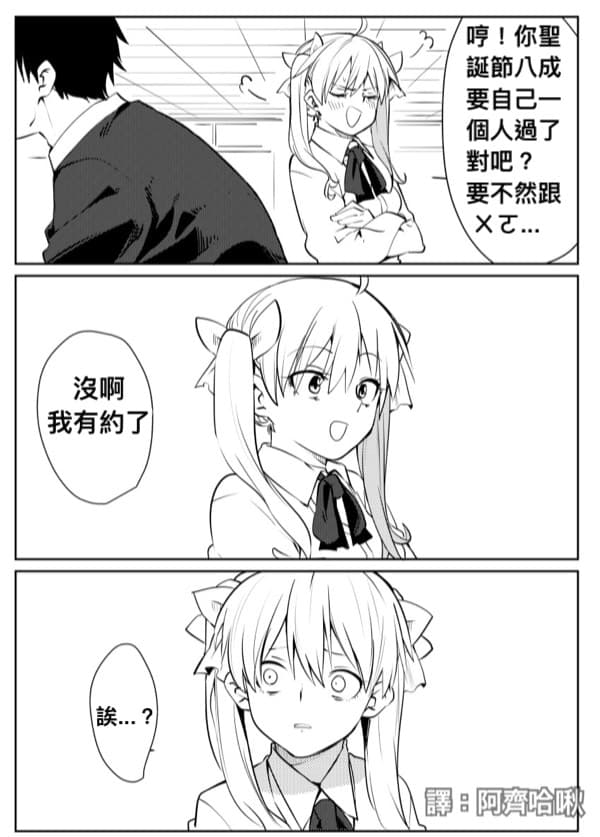 哼！你聖
誕節八成
要自己一
個人過了
對吧？
要不然跟
ㄨㄛ...
沒啊
我有約了
誒...？
譯：阿齊哈啾